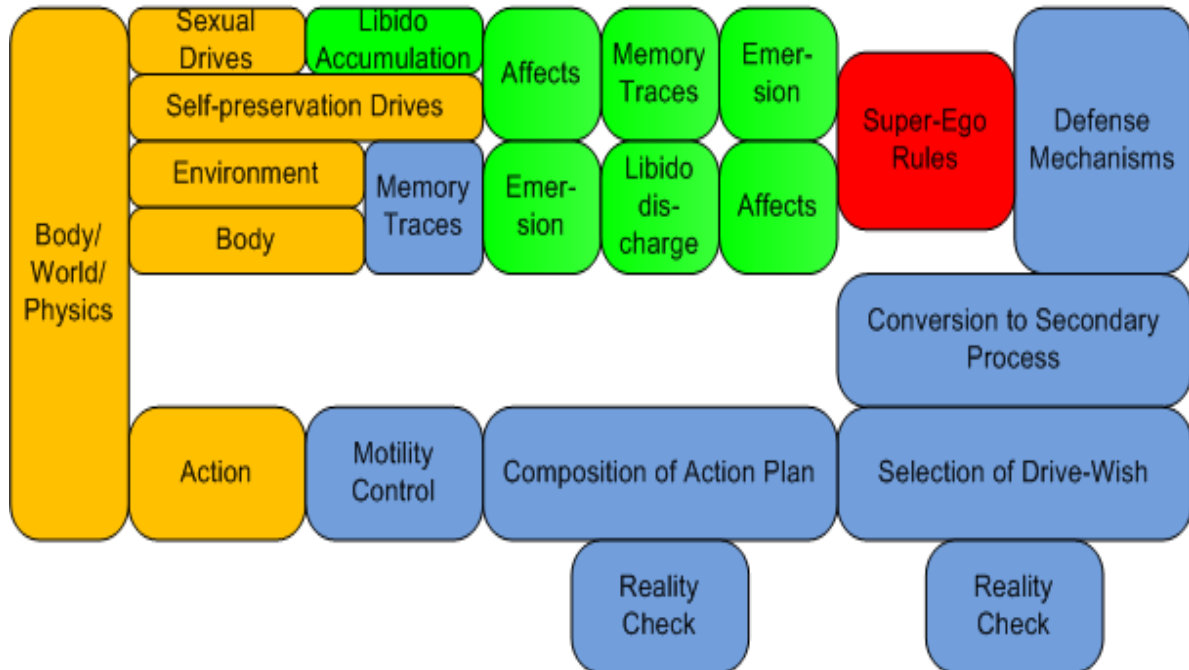 Sexual
Drives
Libido
Accumulation
Affects
Memory
Traces
Emer-
sion
Super-Ego
Rules
Defense
Mechanisms
Self-preservation Drives
Environment
Body
Memory
Traces
Emer-
sion
Libido
dis-
charge
Affects
Body/
World/
Physics
Conversion to Secondary
Process
Action
Motility
Control
Composition of Action Plan
Selection of Drive-Wish
Reality
Check
Reality
Check